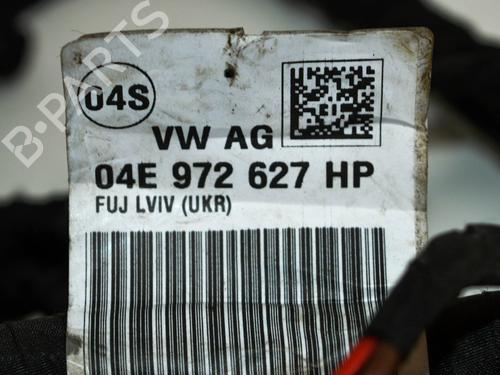 04S
VW AG
04E 972 627 HP
FUJ LVIV (UKR)
B-PARTS